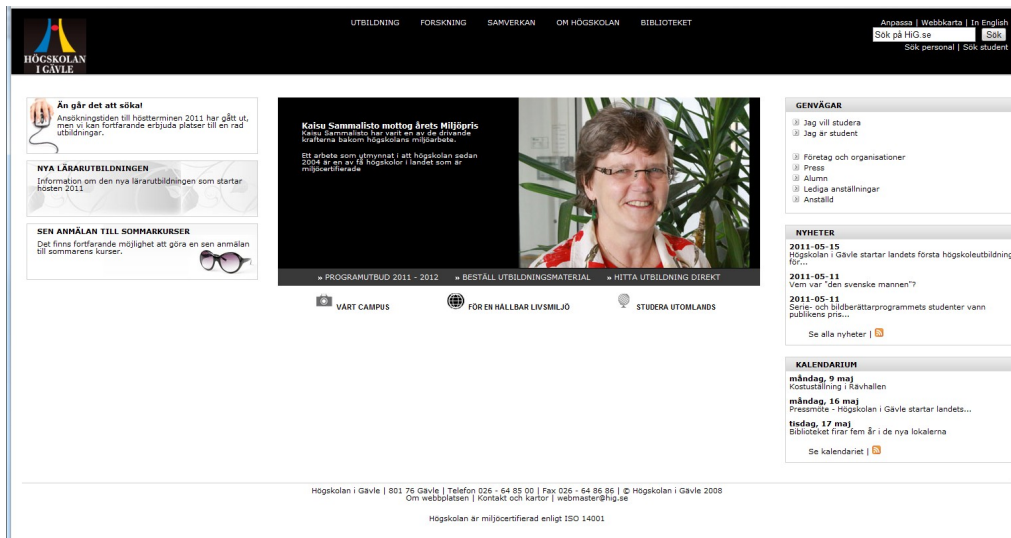 HÖGSKOLAN
I GÄVLE
UTBILDNING FORSKNING SAMVERKAN OM HÖGSKOLAN BIBLIOTEKET
Anpassa | Webbkarta | In English
Sök på HiG.se Sök
Sök personal | Sök student
Än går det att söka!
Ansökningstiden till höstterminen 2011 har gått ut,
men vi kan fortfarande erbjuda platser till en rad
utbildningar.
NYA LÄRARUTBILDNINGEN
Information om den nya lärarutbildningen som startar
hösten 2011
SEN ANMÄLAN TILL SOMMARKURSER
Det finns fortfarande möjlighet att göra en sen anmälan
till sommarens kurser.
Kaisu Sammalisto mottog årets Miljöpris
Kaisu Sammalisto har varit en av de drivande
krafterna bakom högskolans miljöarbete.
Ett arbete som utmynnat i att högskolan sedan
2004 är en av få högskolor i landet som är
miljöcertifierade
» PROGRAMUTBUD 2011 - 2012 » BESTÄLL UTBILDNINGSMATERIAL » HITTA UTBILDNING DIREKT
VÅRT CAMPUS FÖR EN HÅLLBAR LIVSMILJÖ STUDERA UTOMLANDS
GENVÄGAR
Jag vill studera
Jag är student
Företag och organisationer
Press
Alumn
Lediga anställningar
Anställd
NYHETER
2011-05-15
Högskolan i Gävle startar landets första högskoleutbildning
för...
2011-05-11
Vem var "den svenske mannen"?
2011-05-11
Serie- och bildberättarprogrammets studenter vann
publikens pris...
Se alla nyheter |
KALENDARIUM
måndag, 9 maj
Kostuställning i Rävhallen
måndag, 16 maj
Pressmöte - Högskolan i Gävle startar landets...
tisdag, 17 maj
Biblioteket firar fem år i de nya lokalerna
Se kalendariet |
Högskolan i Gävle | 801 76 Gävle | Telefon 026 - 64 85 00 | Fax 026 - 64 86 86 | © Högskolan i Gävle 2008
Om webbplatsen | Kontakt och kartor | webmaster@hig.se
Högskolan är miljöcertifierad enligt ISO 14001